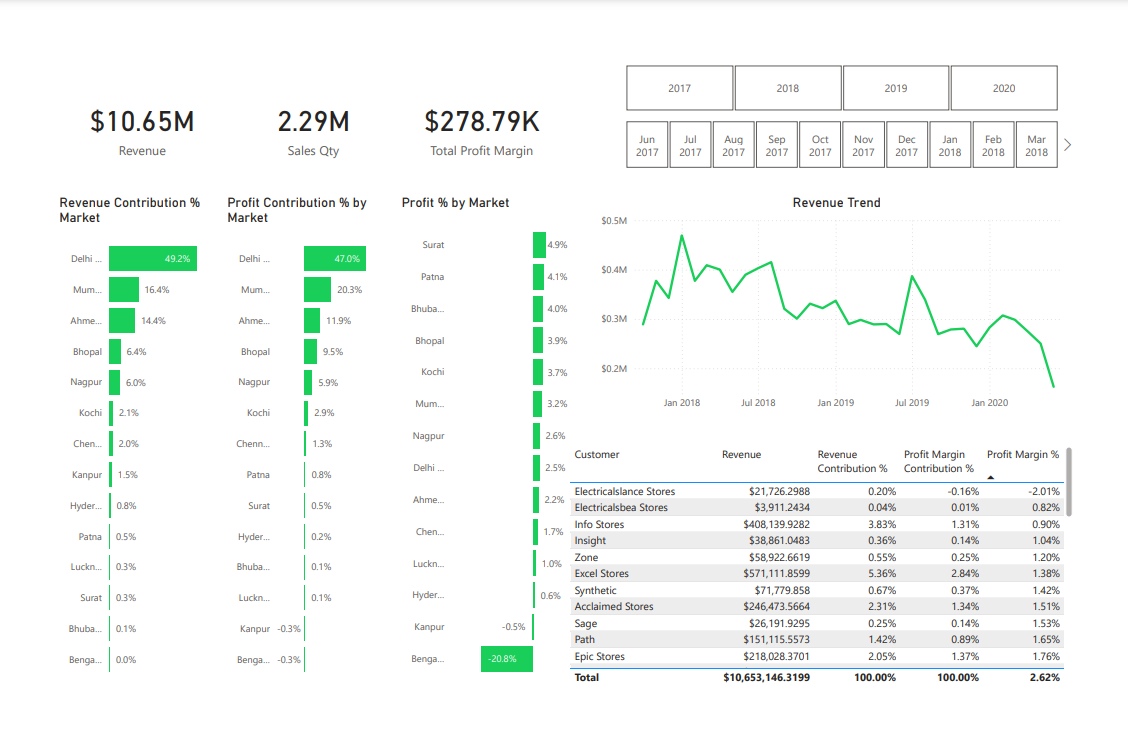 $10.65M
Revenue
2.29M
Sales Qty
$278.79K
Total Profit Margin
2017
2018
2019
2020
Jun 2017
Jul 2017
Aug 2017
Sep 2017
Oct 2017
Nov 2017
Dec 2017
Jan 2018
Feb 2018
Mar 2018
Revenue Contribution %
Market
Delhi ... 49.2%
Mum... 16.4%
Ahme... 14.4%
Bhopal 6.4%
Nagpur 6.0%
Kochi 2.1%
Chen... 2.0%
Kanpur 1.5%
Hyder... 0.8%
Patna 0.5%
Luckn... 0.3%
Surat 0.3%
Bhuba... 0.1%
Benga... 0.0%
Profit Contribution % by
Market
Delhi ... 47.0%
Mum... 20.3%
Ahme... 11.9%
Bhopal 9.5%
Nagpur 5.9%
Kochi 2.9%
Chenn... 1.3%
Patna 0.8%
Surat 0.5%
Hyder... 0.2%
Bhuba... 0.1%
Luckn... 0.1%
Kanpur -0.3%
Benga... -0.3%
Profit % by Market
Surat 4.9%
Patna 4.1%
Bhuba... 4.0%
Bhopal 3.9%
Kochi 3.7%
Mum... 3.2%
Nagpur 2.6%
Delhi ... 2.5%
Ahme... 2.2%
Chen... 1.7%
Luckn... 1.0%
Hyder... 0.6%
Kanpur -0.5%
Benga... -20.8%
Revenue Trend
$0.5M
$0.4M
$0.3M
$0.2M
Jan 2018 Jul 2018 Jan 2019 Jul 2019 Jan 2020
Customer Revenue Revenue Contribution % Profit Margin Contribution % Profit Margin %
Electricalslance Stores $21,726.2988 0.20% -0.16% -2.01%
Electricalsbea Stores $3,911.2434 0.04% 0.01% 0.82%
Info Stores $408,139.9282 3.83% 1.31% 0.90%
Insight $38,861.0483 0.36% 0.14% 1.04%
Zone $58,922.6619 0.55% 0.25% 1.20%
Excel Stores $571,111.8599 5.36% 2.84% 1.38%
Synthetic $71,779.858 0.67% 0.37% 1.42%
Acclaimed Stores $246,473.5664 2.31% 1.34% 1.51%
Sage $26,191.9295 0.25% 0.14% 1.53%
Path $151,115.5573 1.42% 0.89% 1.65%
Epic Stores $218,028.3701 2.05% 1.37% 1.76%
Total $10,653,146.3199 100.00% 100.00% 2.62%